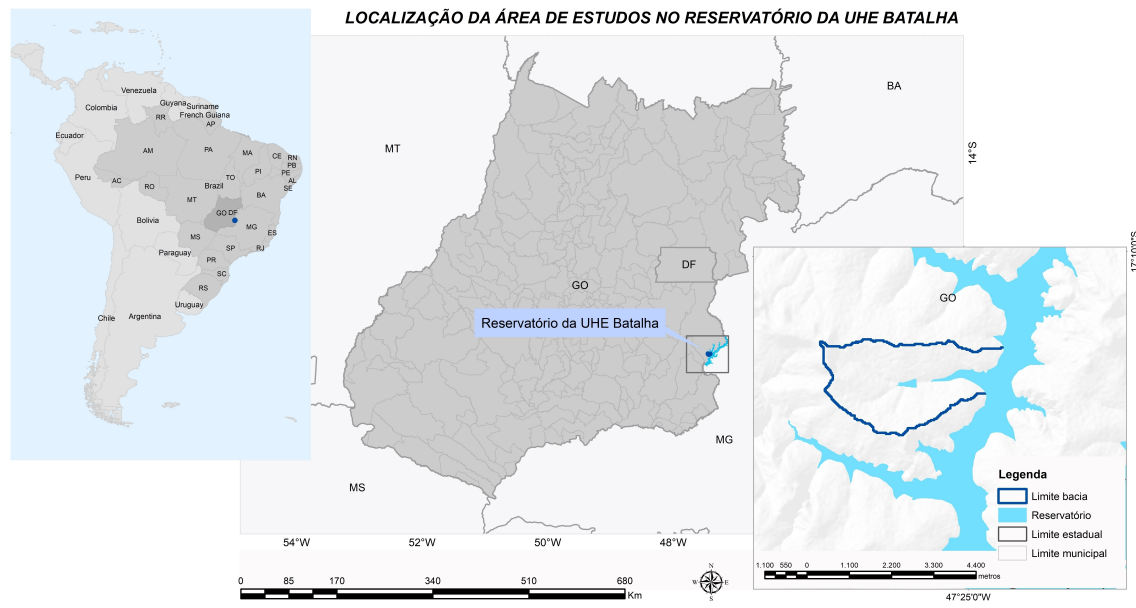 LOCALIZAÇÃO DA ÁREA DE ESTUDOS NO RESERVATÓRIO DA UHE BATALHA
Venezuela
Colombia
Guyana
Suriname
French Guiana
RR
AP
Ecuador
AM
PA
MA
CE
RN
PB
PE
AL
SE
PI
TO
Peru
AC
RO
Brazil
BA
MT
GO
DF
Bolivia
MG
MS
ES
SP
RJ
Paraguay
PR
SC
RS
Uruguay
Chile
Argentina
BA
MT
DF
GO
Reservatório da UHE Batalha
MG
MS
14°S
54°W
52°W
50°W
48°W
0
85
170
340
510
680
Km
N
W
E
S
GO
17°10'0"S
Legenda
Limite bacia
Reservatório
Limite estadual
Limite municipal
1.100
550
0
1.100
2.200
3.300
4.400
metros
47°25'0"W